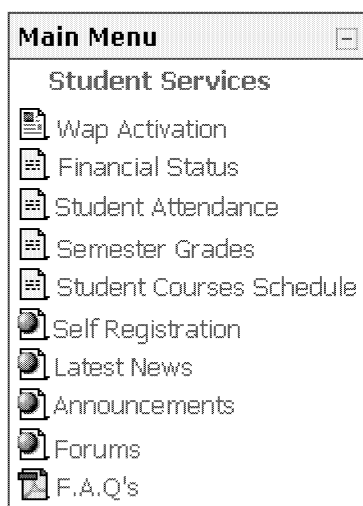 Main Menu
Student Services
Wap Activation
Financial Status
Student Attendance
Semester Grades
Student Courses Schedule
Self Registration
Latest News
Announcements
Forums
F.A.Q's